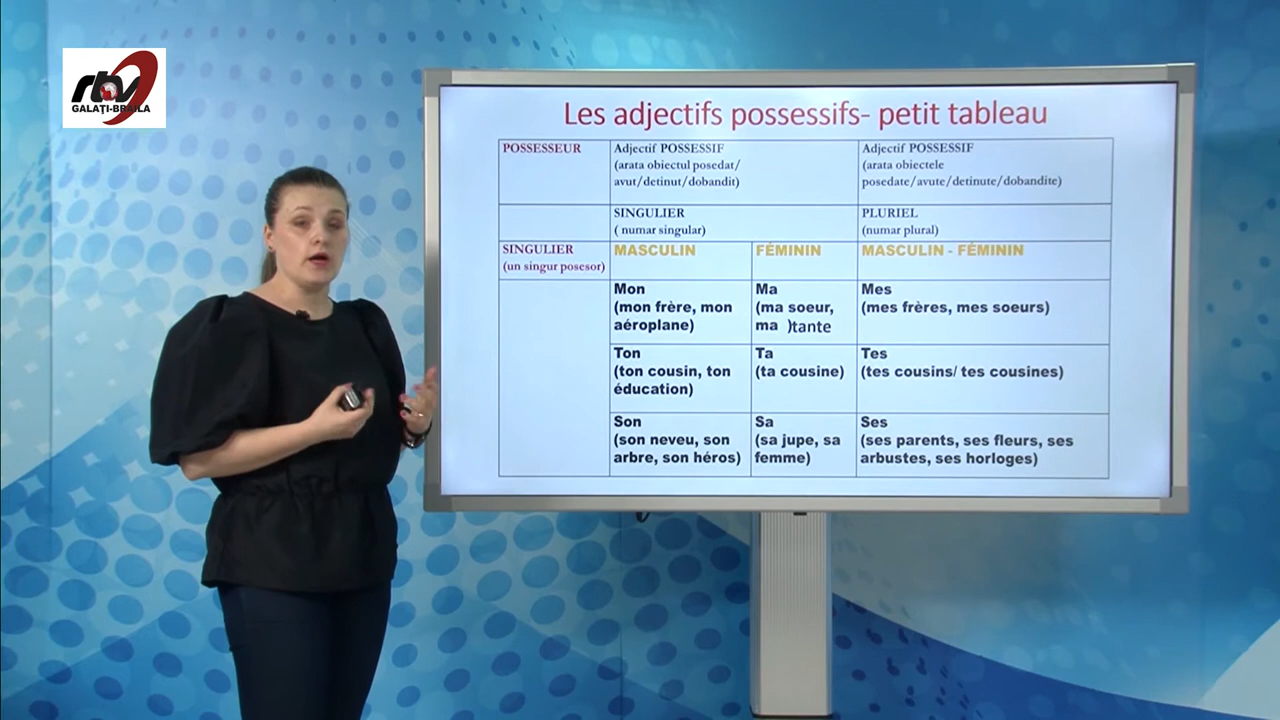 rtv
GALAŢI-BRĂILA
Les adjectifs possessifs- petit tableau
POSSESSEUR
Adjectif POSSESSIF
(arata obiectul posedat/
avut/detinut/dobandit)
Adjectif POSSESSIF
(arata obiectele
posedate/avute/detinute/dobandite)
SINGULIER
( numar singular)
PLURIEL
(numar plural)
SINGULIER
(un singur posesor)
MASCULIN
FÉMININ
MASCULIN - FÉMININ
Mon
(mon frère, mon
aéroplane)
Ma
(ma soeur,
ma )tante
Mes
(mes frères, mes soeurs)
Ton
(ton cousin, ton
éducation)
Ta
(ta cousine)
Tes
(tes cousins/ tes cousines)
Son
(son neveu, son
arbre, son héros)
Sa
(sa jupe, sa
femme)
Ses
(ses parents, ses fleurs, ses
arbustes, ses horloges)